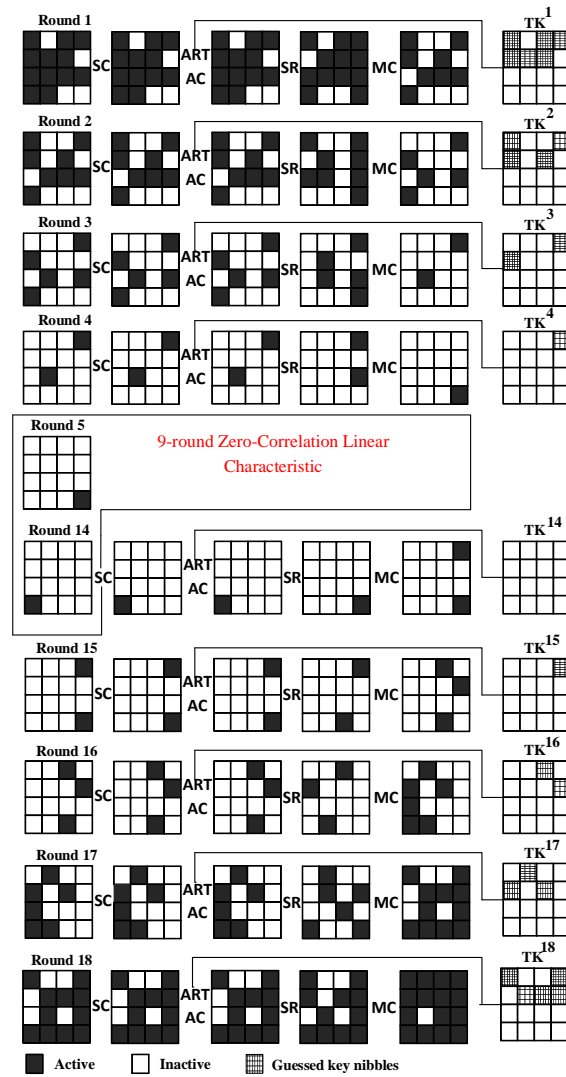 Round 1
TK1
SC
ART
AC
SR
MC
Round 2
TK2
SC
ART
AC
SR
MC
Round 3
TK3
SC
ART
AC
SR
MC
Round 4
TK4
SC
ART
AC
SR
MC
Round 5
9-round Zero-Correlation Linear
Characteristic
Round 14
TK14
SC
ART
AC
SR
MC
Round 15
TK15
SC
ART
AC
SR
MC
Round 16
TK16
SC
ART
AC
SR
MC
Round 17
TK17
SC
ART
AC
SR
MC
Round 18
TK18
SC
ART
AC
SR
MC
Active Inactive Guessed key nibbles